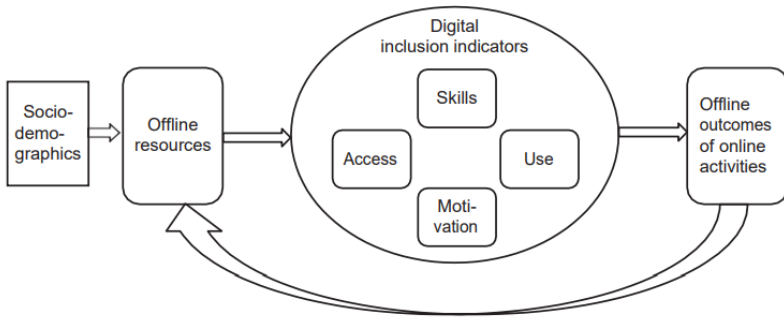 Digital
inclusion indicators
Socio-
demo-
graphics
Offline
resources
Skills
Access
Use
Moti-
vation
Offline
outcomes
of online
activities